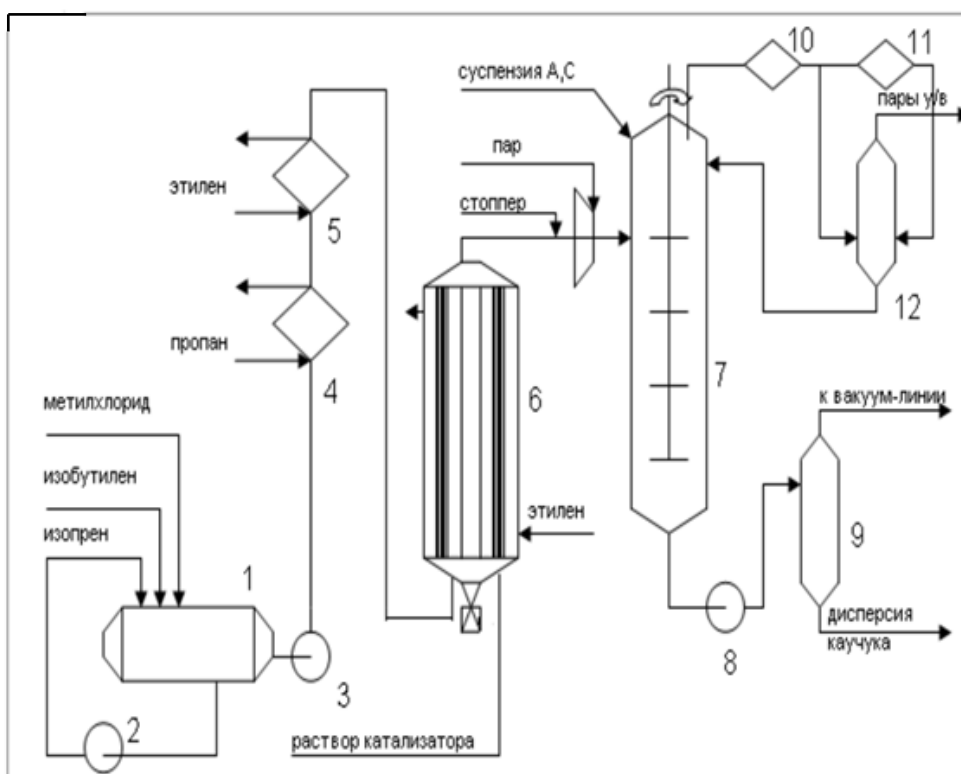 10
11
суспензия А,С
пары у/в
пар
этилен
стоппер
5
12
пропан
4
6
7
метилхлорид
к вакуум-линии
изобутилен
этилен
изопрен
9
1
дисперсия
каучука
8
3
2
раствор катализатора